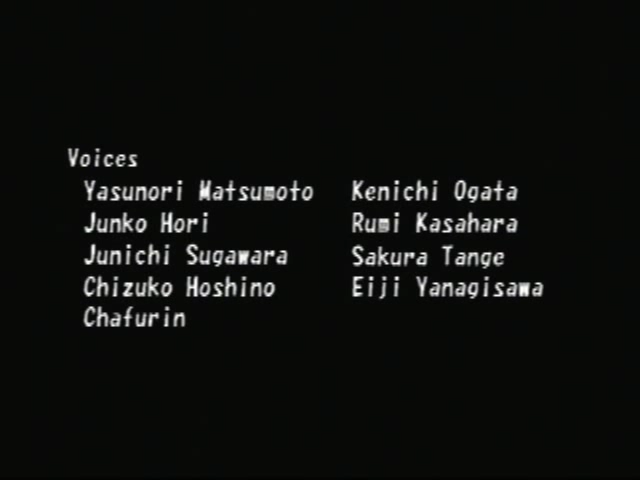 Voices
Yasunori Matsumoto Kenichi Ogata
Junko Hori Rumi Kasahara
Junichi Sugawara Sakura Tange
Chizuko Hoshino Eiji Yanagisawa
Chafurin